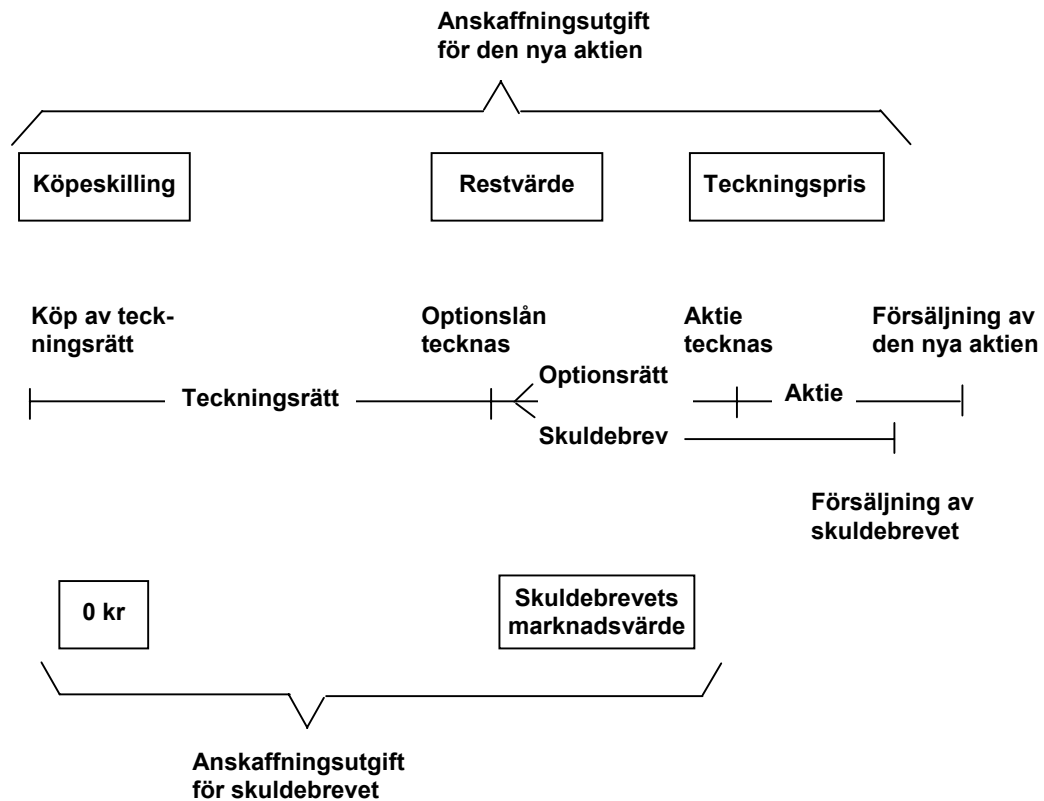 Anskaffningsutgift
för den nya aktien
Köpeskilling
Restvärde
Teckningspris
Köp av teck-
ningsrätt
Optionslån
tecknas
Aktie
tecknas
Försäljning av
den nya aktien
Teckningsrätt
Optionsrätt
Aktie
Skuldebrev
Försäljning av
skuldebrevet
0 kr
Skuldebrevets
marknadsvärde
Anskaffningsutgift
för skuldebrevet